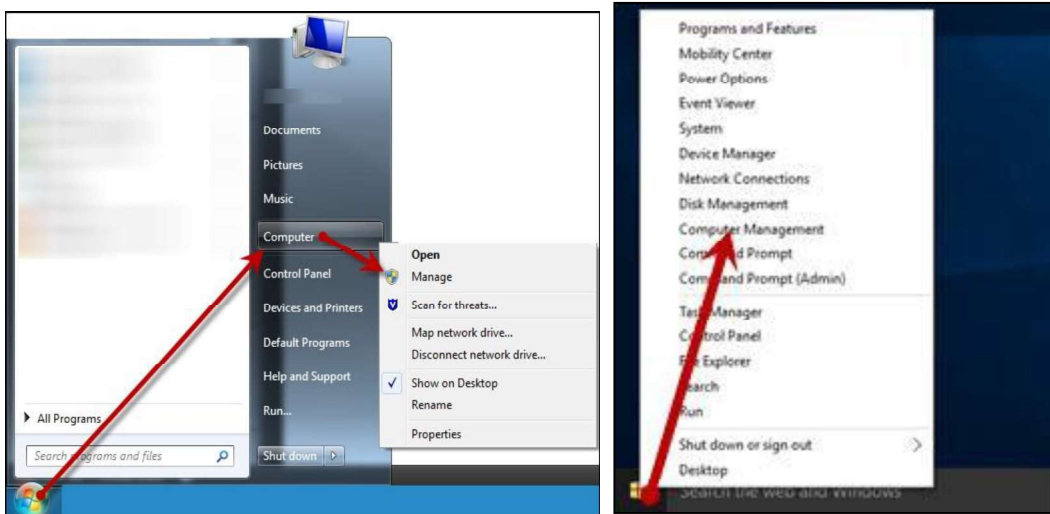 Documents
Pictures
Music
Computer
Control Panel
Devices and Printers
Default Programs
Help and Support
Run...
All Programs
Search programs and files
Shut down
Open
Manage
Scan for threats...
Map network drive...
Disconnect network drive...
Show on Desktop
Rename
Properties
Programs and Features
Mobility Center
Power Options
Event Viewer
System
Device Manager
Network Connections
Disk Management
Computer Management
Command Prompt
Command Prompt (Admin)
Task Manager
Control Panel
File Explorer
Search
Run
Shut down or sign out
Desktop
Search the web and Windows